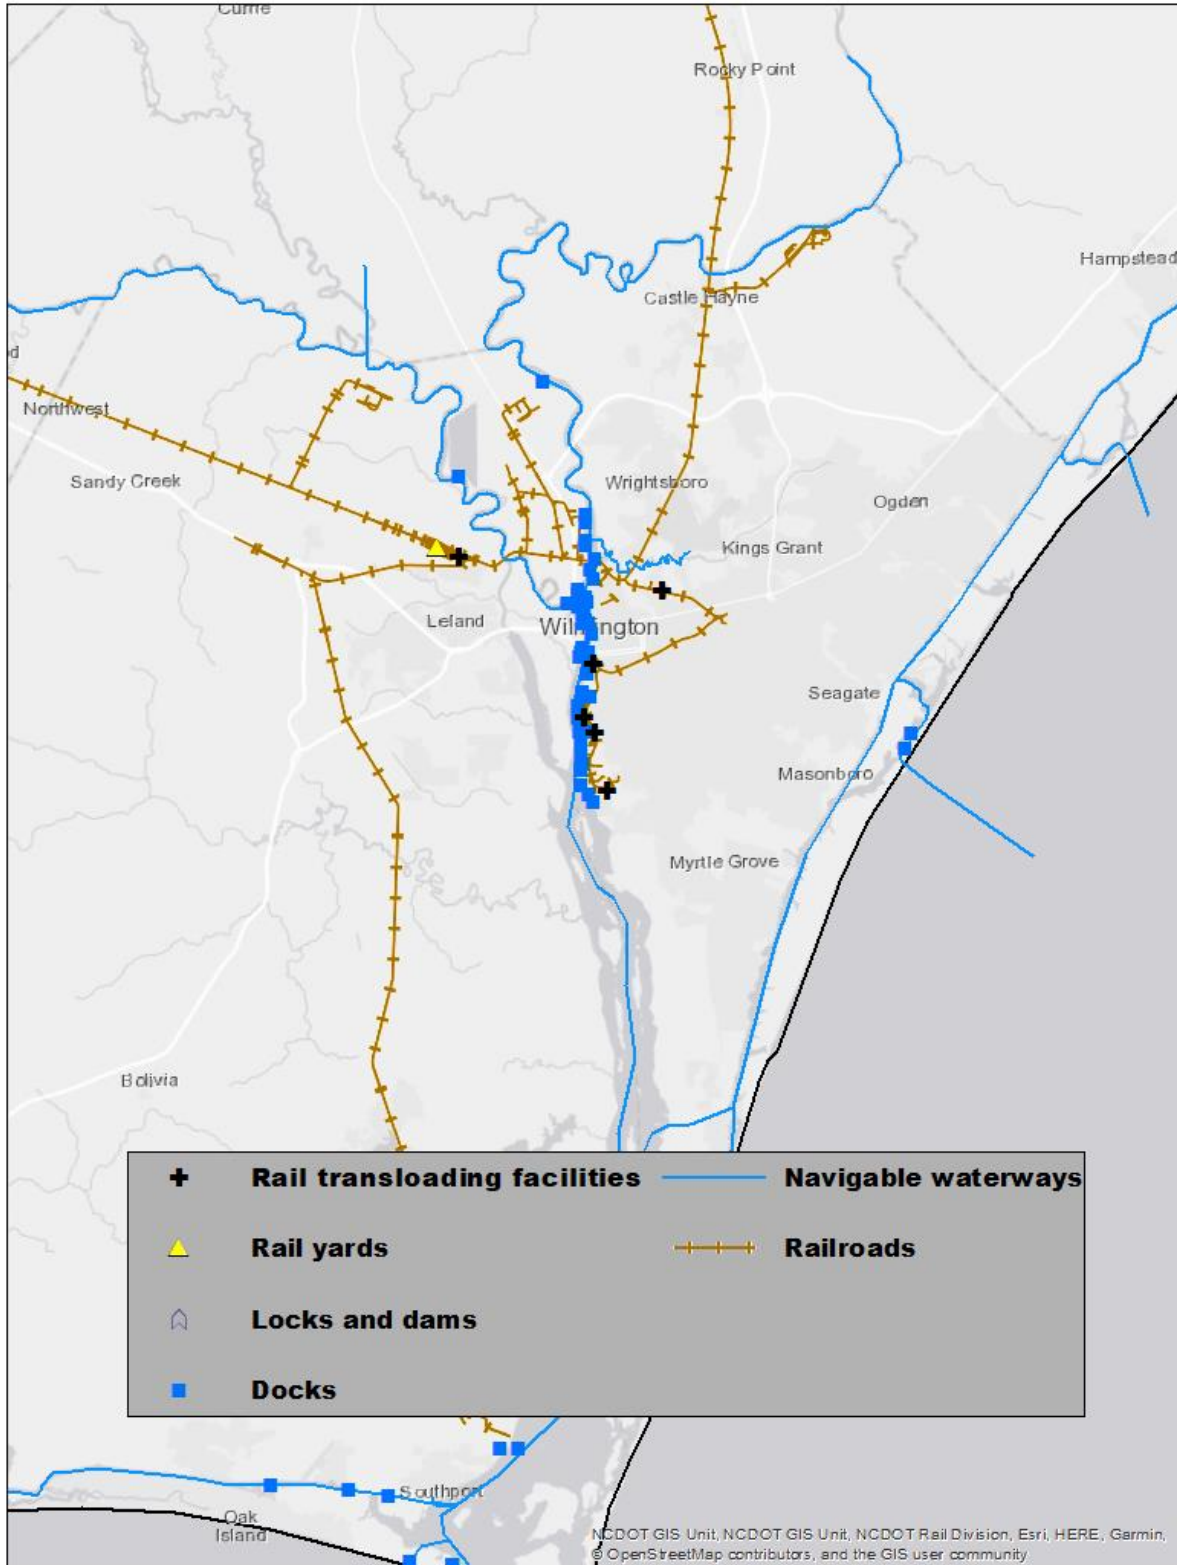 Currie
Rocky Point
Hampstead
Castle Hayne
Northwest
Sandy Creek
Wrightsboro
Ogden
Kings Grant
Leland
Wilmington
Seagate
Masonboro
Myrtle Grove
Bolivia
Rail transloading facilities
Navigable waterways
Rail yards
Railroads
Locks and dams
Docks
Southport
Oak
Island
NCDOT GIS Unit, NCDOT GIS Unit, NCDOT Rail Division, Esri, HERE, Garmin,
© OpenStreetMap contributors, and the GIS user community